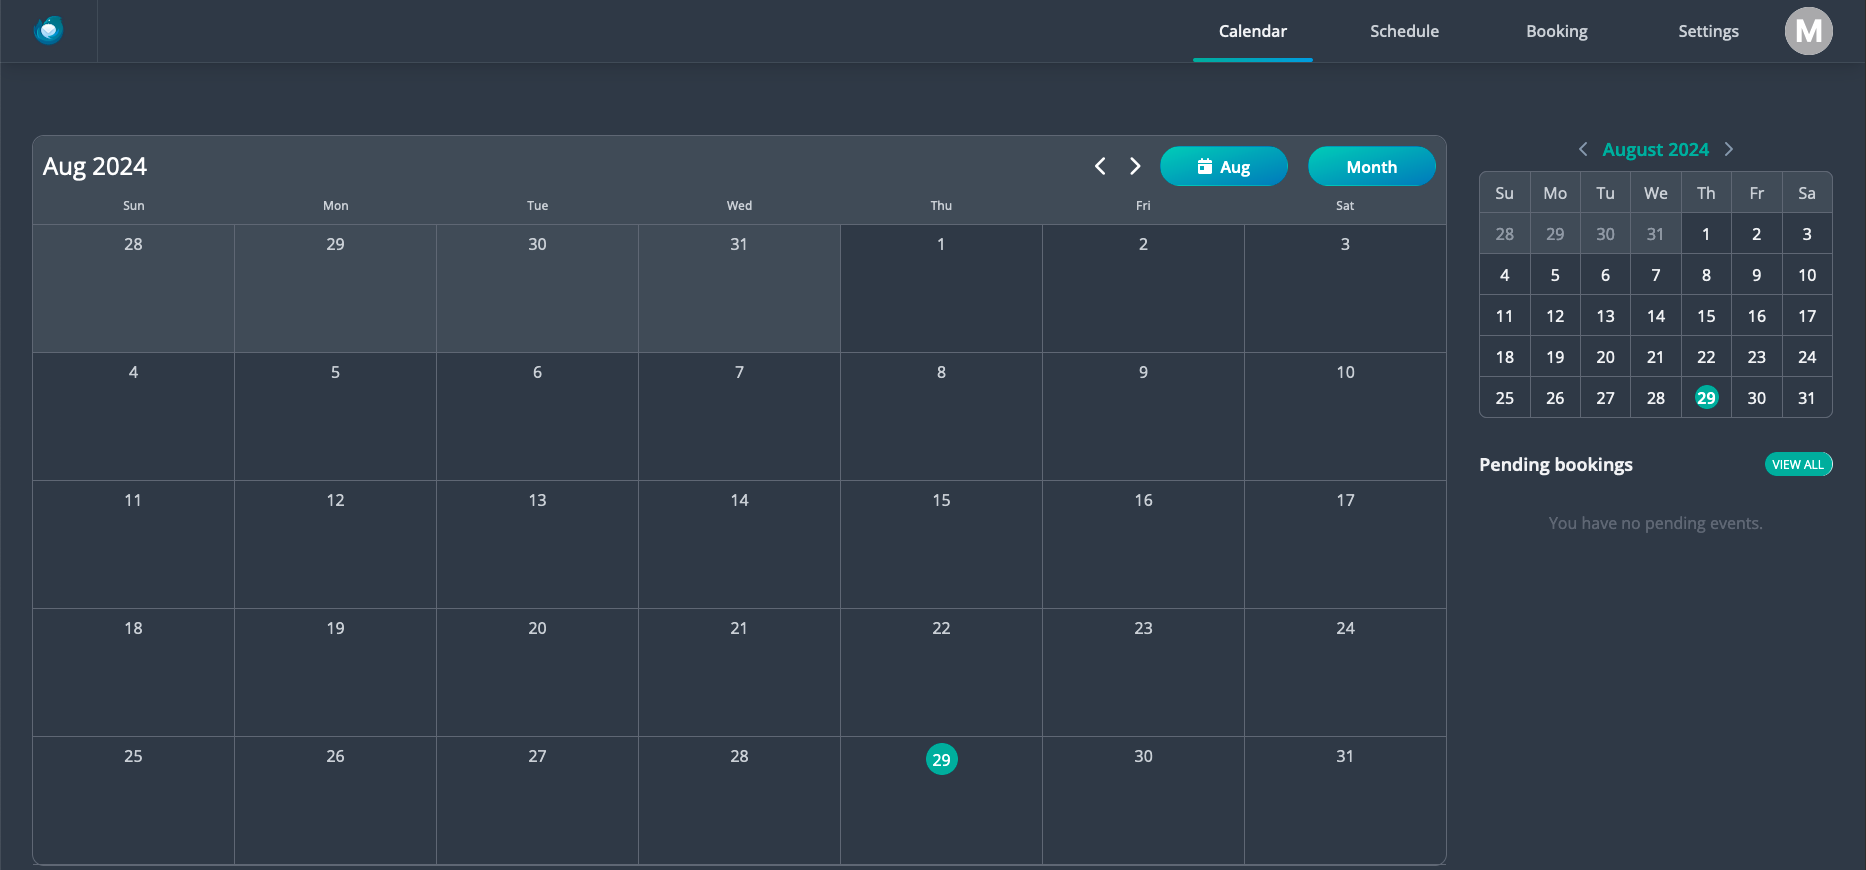 Calendar Schedule Booking Settings M
Aug 2024 Aug Month
Sun Mon Tue Wed Thu Fri Sat
28 29 30 31 1 2 3
4 5 6 7 8 9 10
11 12 13 14 15 16 17
18 19 20 21 22 23 24
25 26 27 28 29 30 31
August 2024
Su Mo Tu We Th Fr Sa
28 29 30 31 1 2 3
4 5 6 7 8 9 10
11 12 13 14 15 16 17
18 19 20 21 22 23 24
25 26 27 28 29 30 31
Pending bookings VIEW ALL
You have no pending events.